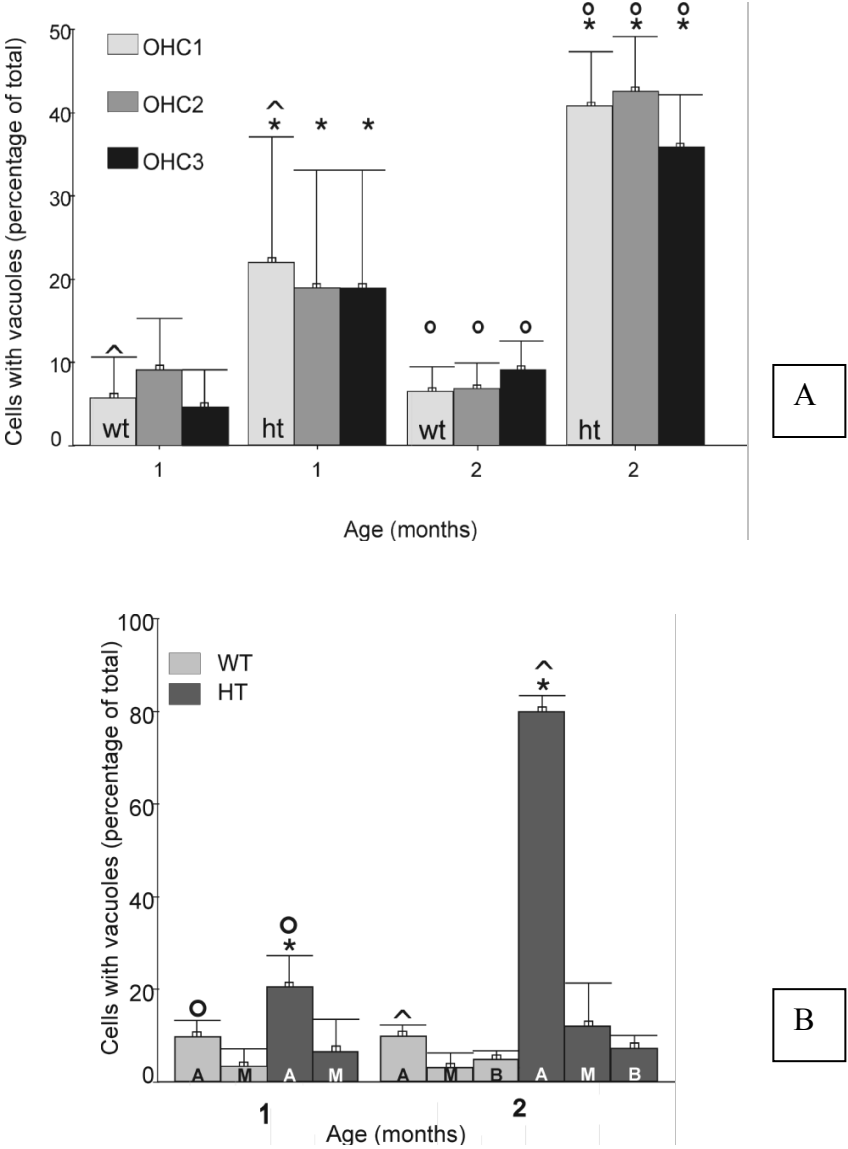 Cells with vacuoles (percentage of total)
50
40
30
20
10
0
OHC1
OHC2
OHC3
^
^
* * *
o o o
o o o
* * *
wt ht wt ht
1 1 2 2
Age (months)
A
Cells with vacuoles (percentage of total)
100
80
60
40
20
0
WT
HT
O
O
*
^
^
*
A M A M A M B A M B
1 2
Age (months)
B